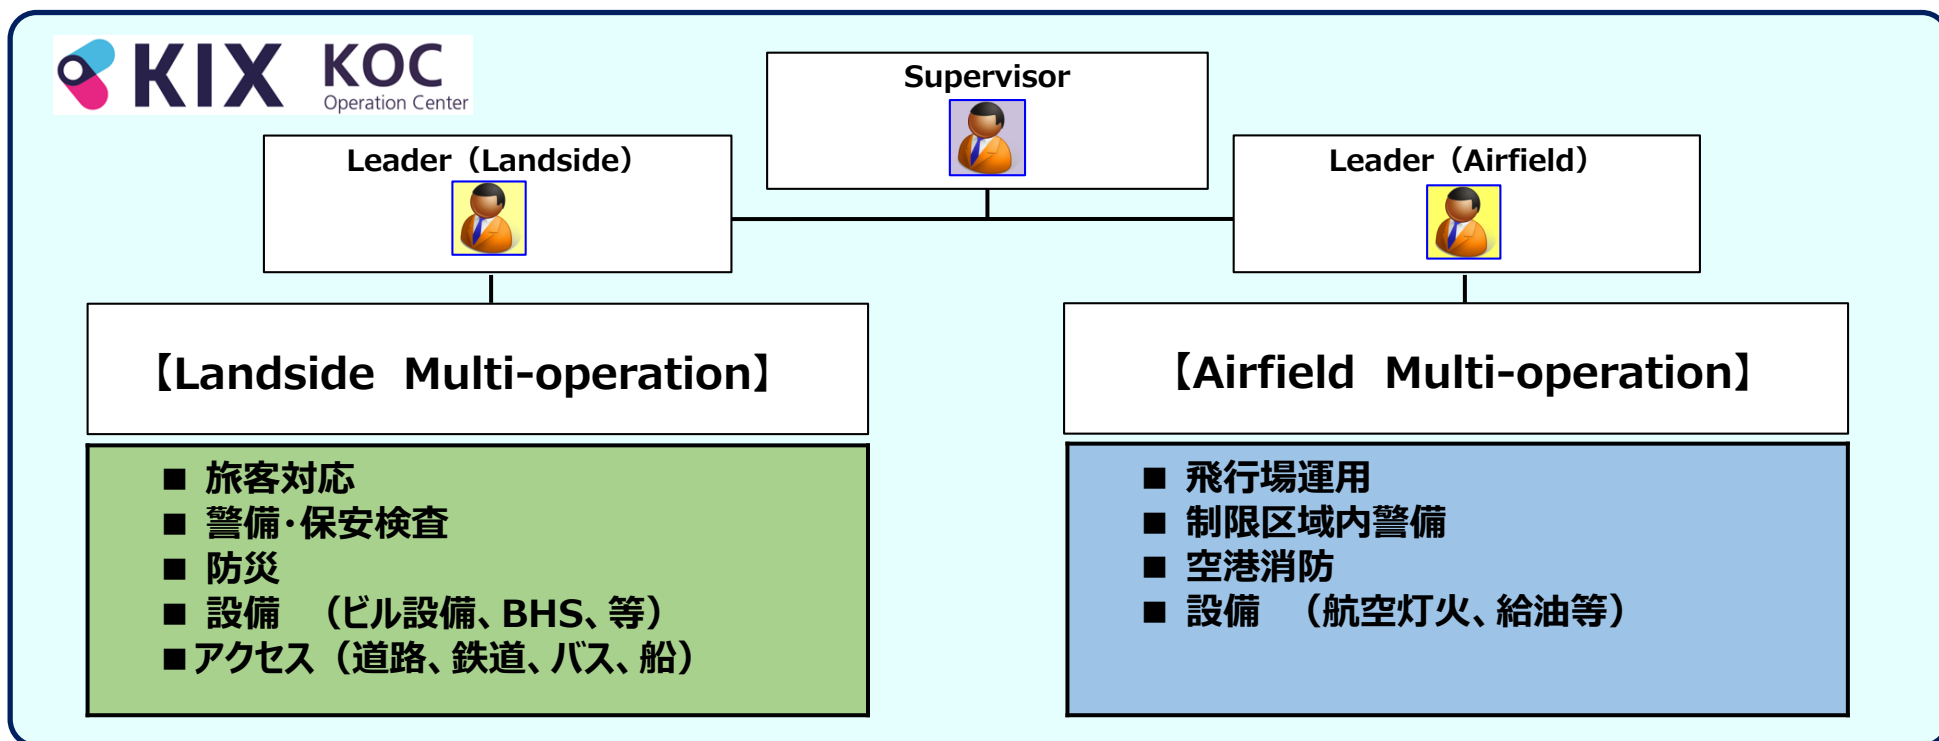 KIX KOC
Operation Center
Supervisor
Leader（Landside）
Leader（Airfield）
【Landside Multi-operation】
■ 旅客対応
■ 警備･保安検査
■ 防災
■ 設備 （ビル設備、BHS、等）
■アクセス（道路、鉄道、バス、船）
【Airfield Multi-operation】
■ 飛行場運用
■ 制限区域内警備
■ 空港消防
■ 設備 （航空灯火、給油等）